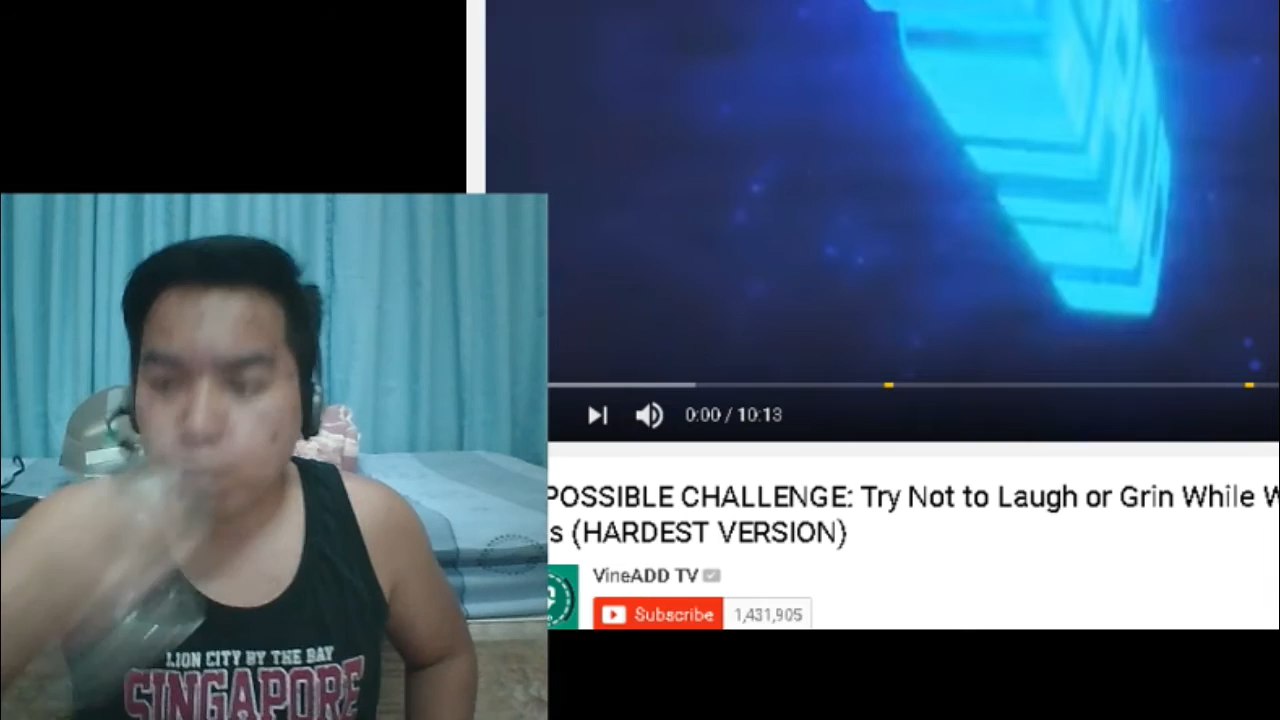 0:00 / 10:13
POSSIBLE CHALLENGE: Try Not to Laugh or Grin While W
s (HARDEST VERSION)
VineADD TV
Subscribe 1,431,905
LION CITY BY THE BAY
SINGAPORE